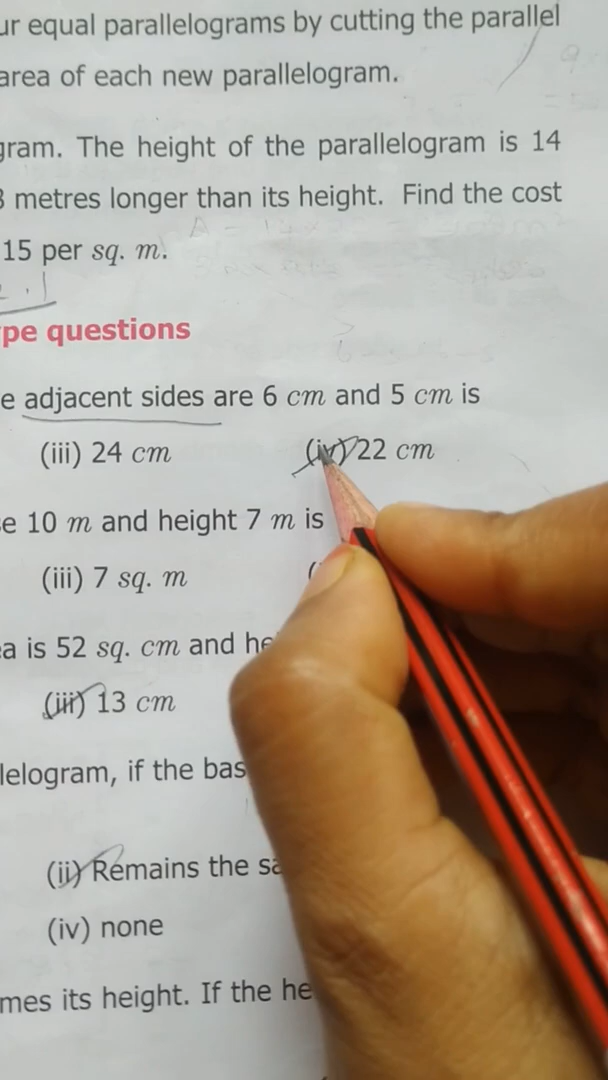 ur equal parallelograms by cutting the parallel
area of each new parallelogram.
gram. The height of the parallelogram is 14
3 metres longer than its height. Find the cost
15 per sq. m.
pe questions
e adjacent sides are 6 cm and 5 cm is
(iii) 24 cm (iv) 22 cm
e 10 m and height 7 m is
(iii) 7 sq. m
a is 52 sq. cm and he
(iii) 13 cm
lelogram, if the bas
(ii) Remains the sa
(iv) none
mes its height. If the he